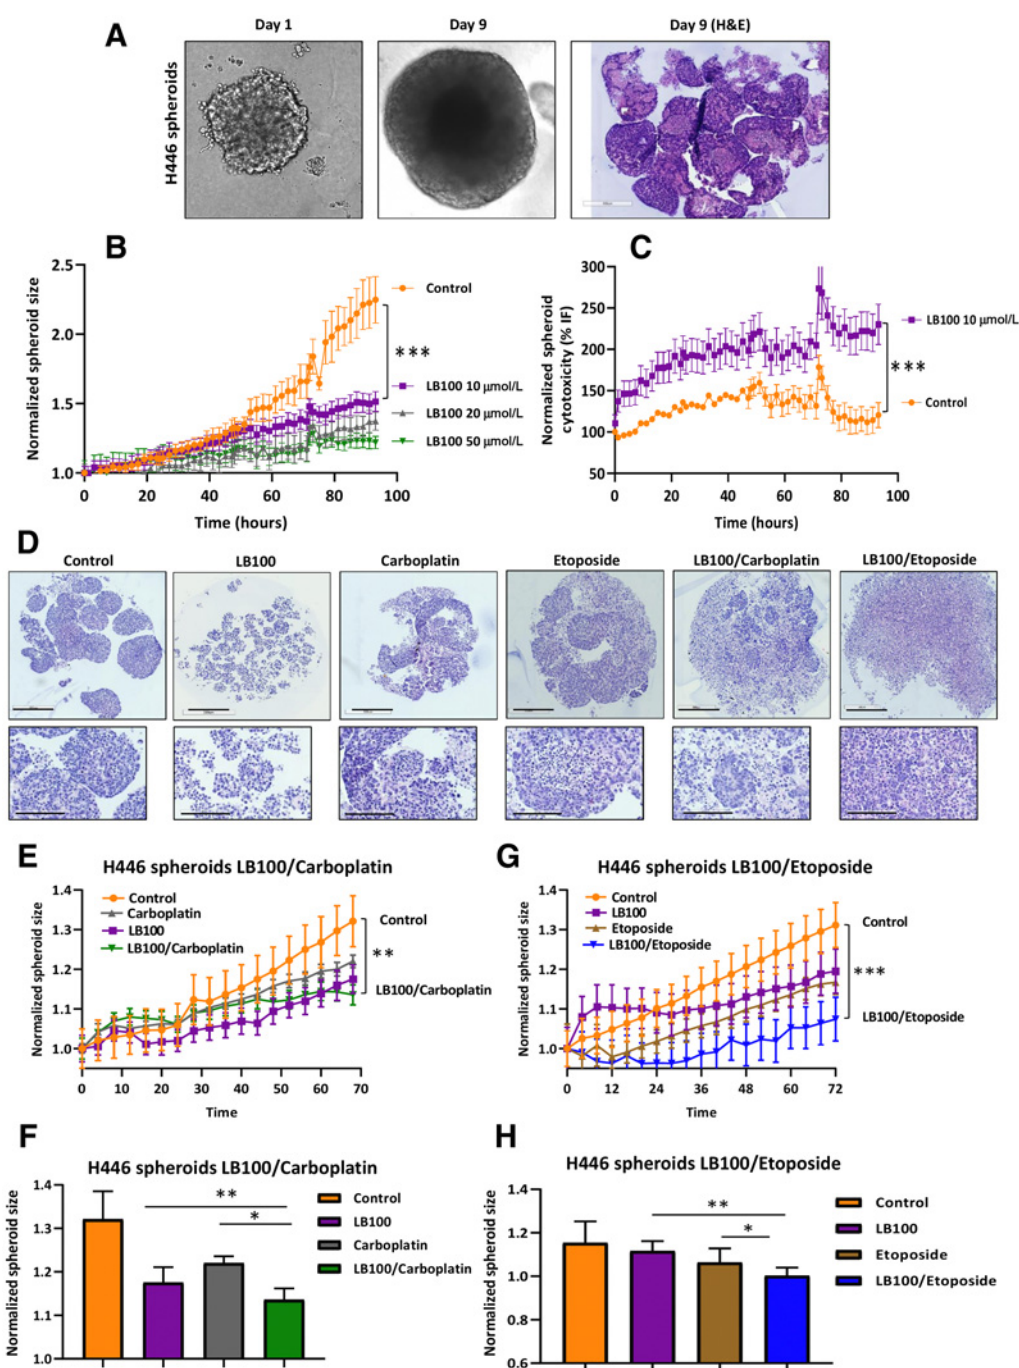 A
Day 1
Day 9
Day 9 (H&E)
H446 spheroids
B
Normalized spheroid size
2.5
2.0
1.5
1.0
0
20
40
60
80
100
Time (hours)
Control
***
LB100 10 μmol/L
LB100 20 μmol/L
LB100 50 μmol/L
C
Normalized spheroid
cytotoxicity (% IF)
300
250
200
150
100
50
0
20
40
60
80
100
Time (hours)
LB100 10 μmol/L
***
Control
D
Control
LB100
Carboplatin
Etoposide
LB100/Carboplatin
LB100/Etoposide
E
H446 spheroids LB100/Carboplatin
Normalized spheroid size
1.4
1.3
1.2
1.1
1.0
0
10
20
30
40
50
60
70
Time
Control
Carboplatin
LB100
LB100/Carboplatin
Control
**
LB100/Carboplatin
G
H446 spheroids LB100/Etoposide
Normalized spheroid size
1.4
1.3
1.2
1.1
1.0
0
12
24
36
48
60
72
Time
Control
LB100
Etoposide
LB100/Etoposide
Control
***
LB100/Etoposide
F
H446 spheroids LB100/Carboplatin
Normalized spheroid size
1.4
1.3
1.2
1.1
1.0
**
*
Control
LB100
Carboplatin
LB100/Carboplatin
H
H446 spheroids LB100/Etoposide
Normalized spheroid size
1.4
1.2
1.0
0.8
0.6
**
*
Control
LB100
Etoposide
LB100/Etoposide